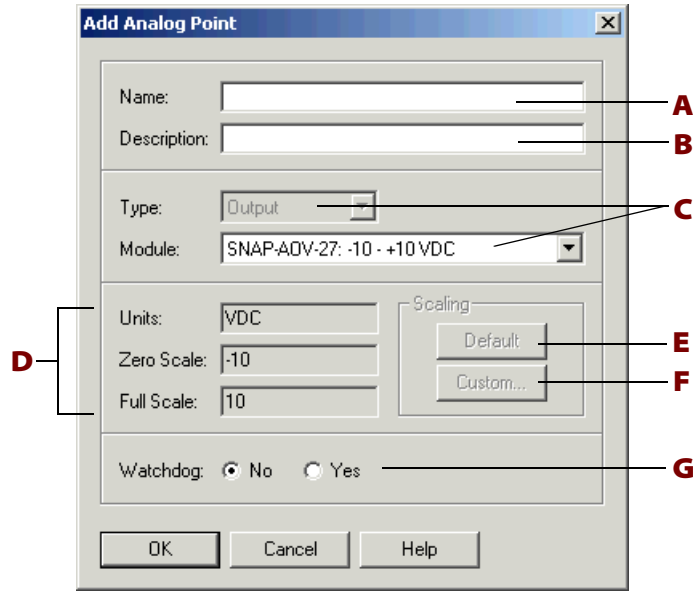 Add Analog Point
Name: A
Description: B
Type: Output C
Module: SNAP-AOV-27: -10 - +10 VDC
D
Units: VDC
Zero Scale: -10
Full Scale: 10
Scaling
Default E
Custom... F
Watchdog: No Yes G
OK Cancel Help